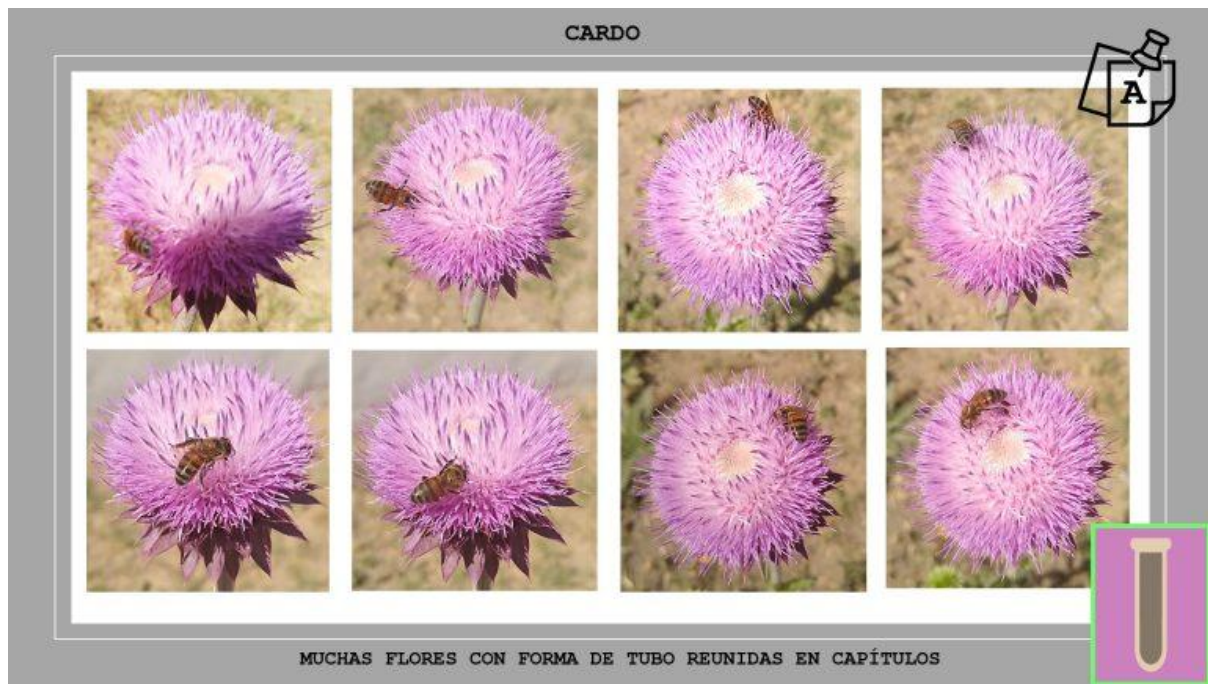 CARDO
A
MUCHAS FLORES CON FORMA DE TUBO REUNIDAS EN CAPÍTULOS